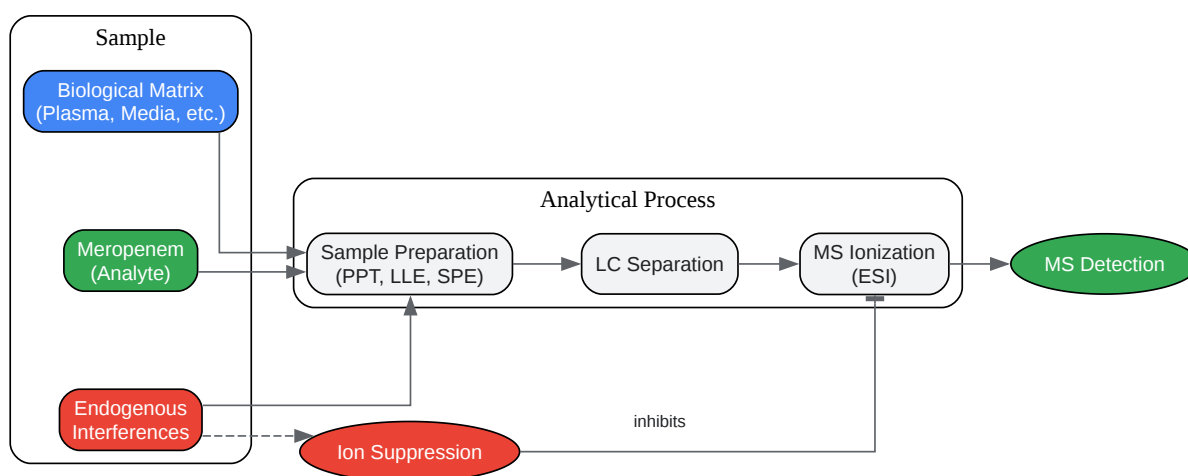 Sample
Biological Matrix
(Plasma, Media, etc.)
Analytical Process
Meropenem
(Analyte)
Sample Preparation
(PPT, LLE, SPE)
LC Separation
MS Ionization
(ESI)
MS Detection
Endogenous
Interferences
inhibits
Ion Suppression